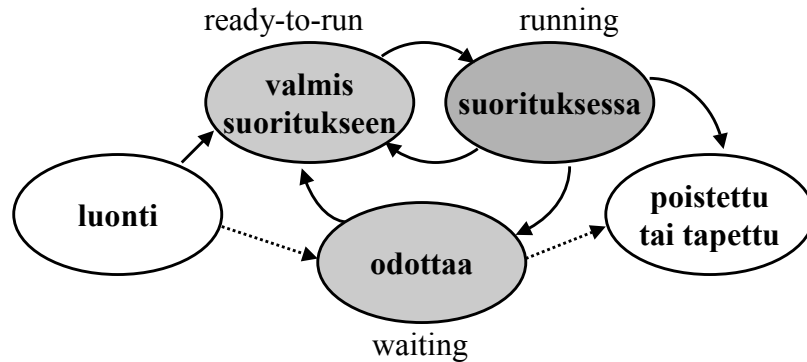 ready-to-run
running
valmis
suoritukseen
suorituksessa
luonti
poistettu
tai tapettu
odottaa
waiting